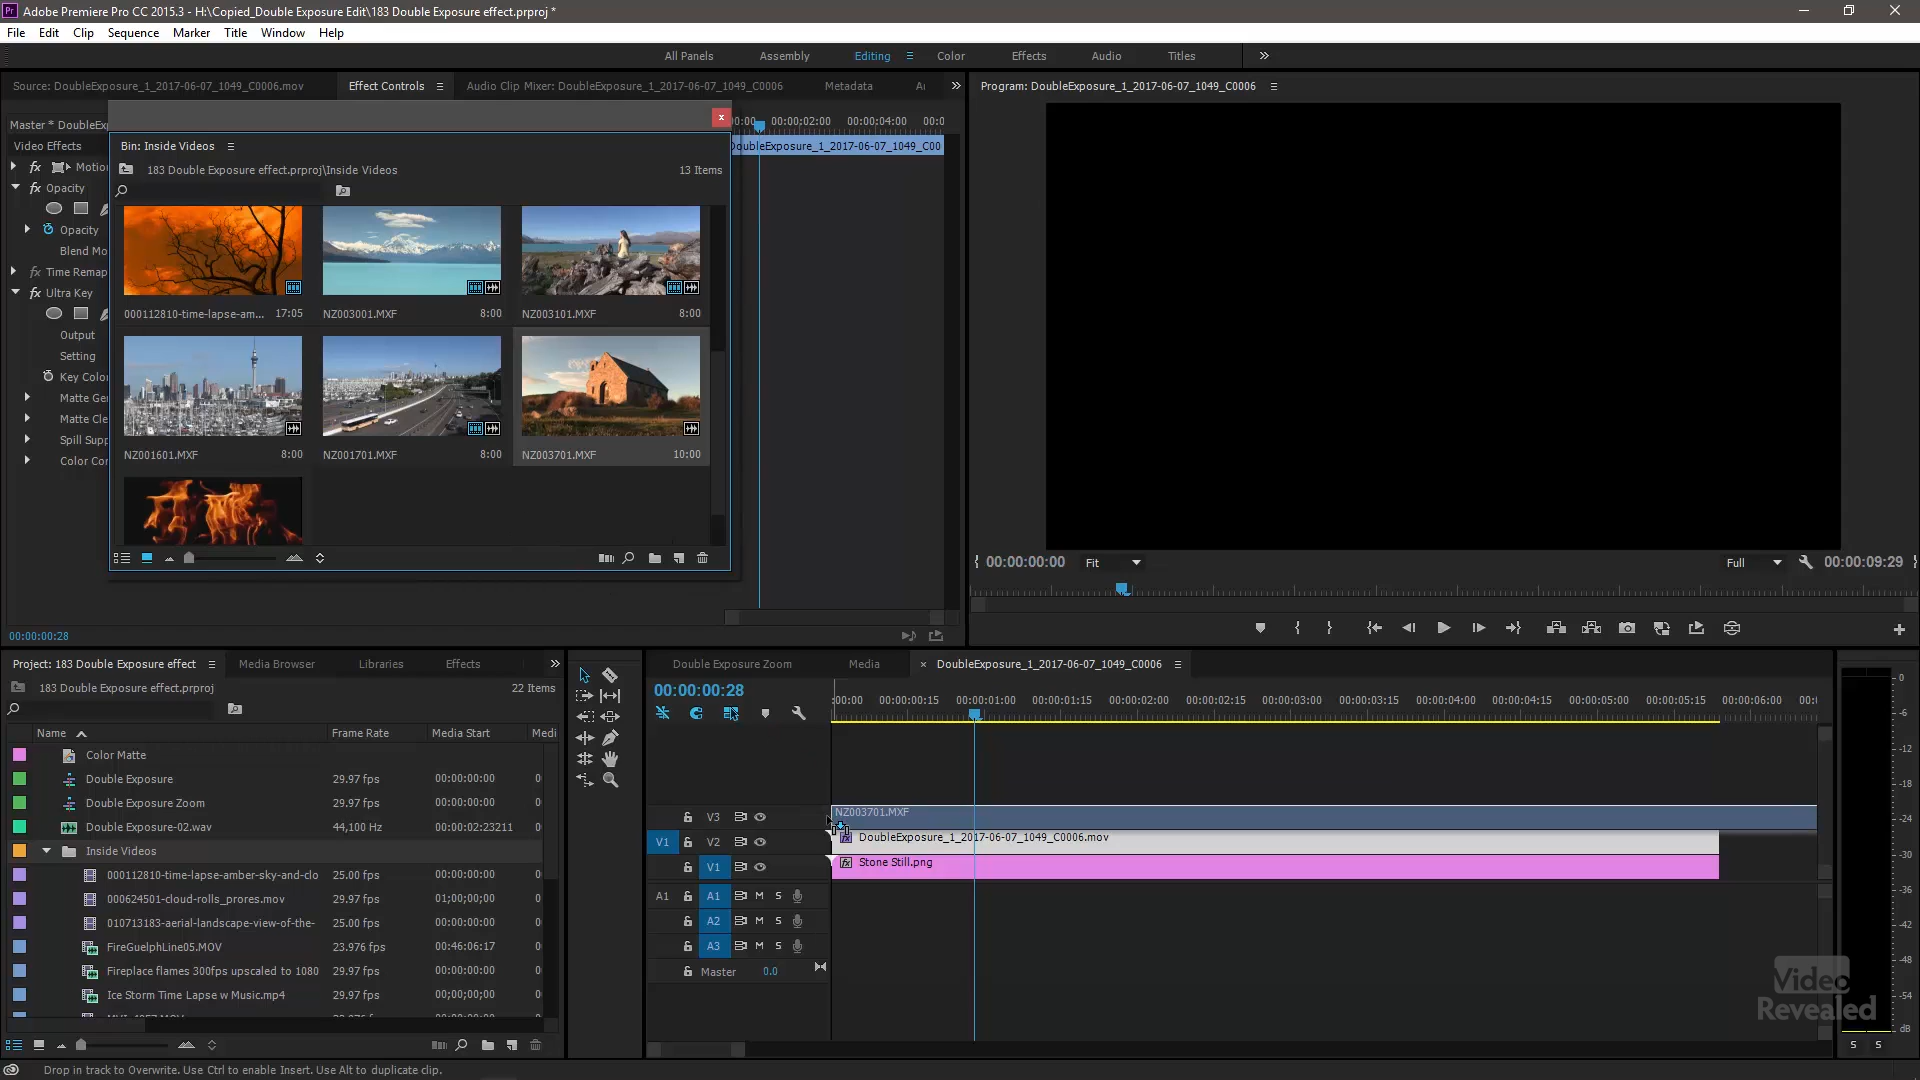 Pr Adobe Premiere Pro CC 2015.3 - H:\Copied_Double Exposure Edit\183 Double Exposure effect.prproj *
File Edit Clip Sequence Marker Title Window Help
All Panels Assembly Editing Color Effects Audio Titles
Source: DoubleExposure_1_2017-06-07_1049_C0006.mov Effect Controls Audio Clip Mixer: DoubleExposure_1_2017-06-07_1049_C0006 Metadata
Program: DoubleExposure_1_2017-06-07_1049_C0006
Master * DoubleEx
Video Effects
fx Motio
fx Opacity
Opacity
Blend Mo
fx Time Remap
fx Ultra Key
Output
Setting
Key Colo
Matte Ge
Matte Cle
Spill Supp
Color Cor
:00:00 00:00:02:00 00:00:04:00 00:0
DoubleExposure_1_2017-06-07_1049_C00
Bin: Inside Videos
183 Double Exposure effect.prproj\Inside Videos 13 Items
000112810-time-lapse-am... 17:05 NZ003001.MXF 8:00 NZ003101.MXF 8:00
NZ001601.MXF 8:00 NZ001701.MXF 8:00 NZ003701.MXF 10:00
00:00:00:28
00:00:00:00 Fit Full 00:00:09:29
Project: 183 Double Exposure effect Media Browser Libraries Effects
183 Double Exposure effect.prproj 22 Items
Name Frame Rate Media Start Medi
Color Matte
Double Exposure 29.97 fps 00:00:00:00 0
Double Exposure Zoom 29.97 fps 00:00:00:00 0
Double Exposure-02.wav 44,100 Hz 00:00:02:23211 0
Inside Videos
000112810-time-lapse-amber-sky-and-clo 25.00 fps 00:00:00:00 0
000624501-cloud-rolls_prores.mov 29.97 fps 01;00;00;00 0
010713183-aerial-landscape-view-of-the- 25.00 fps 00:00:00:00 0
FireGuelphLine05.MOV 23.976 fps 00:46:06:17 0
Fireplace flames 300fps upscaled to 1080 29.97 fps 00:00:00:00 0
Ice Storm Time Lapse w Music.mp4 29.97 fps 00;00;00;00 0
Double Exposure Zoom Media × DoubleExposure_1_2017-06-07_1049_C0006
00:00:00:28
:00:00 00:00:00:15 00:00:01:00 00:00:01:15 00:00:02:00 00:00:02:15 00:00:03:00 00:00:03:15 00:00:04:00 00:00:04:15 00:00:05:00 00:00:05:15 00:00:06:00 00:
V3 NZ003701.MXF
V1 V2 fx DoubleExposure_1_2017-06-07_1049_C0006.mov
V1 fx Stone Still.png
A1 A1 M S
A2 M S
A3 M S
Master 0.0
0
-6
-12
-18
-24
-30
-36
-42
-48
-54
dB
S S
Video
Revealed
Drop in track to Overwrite. Use Ctrl to enable Insert. Use Alt to duplicate clip.